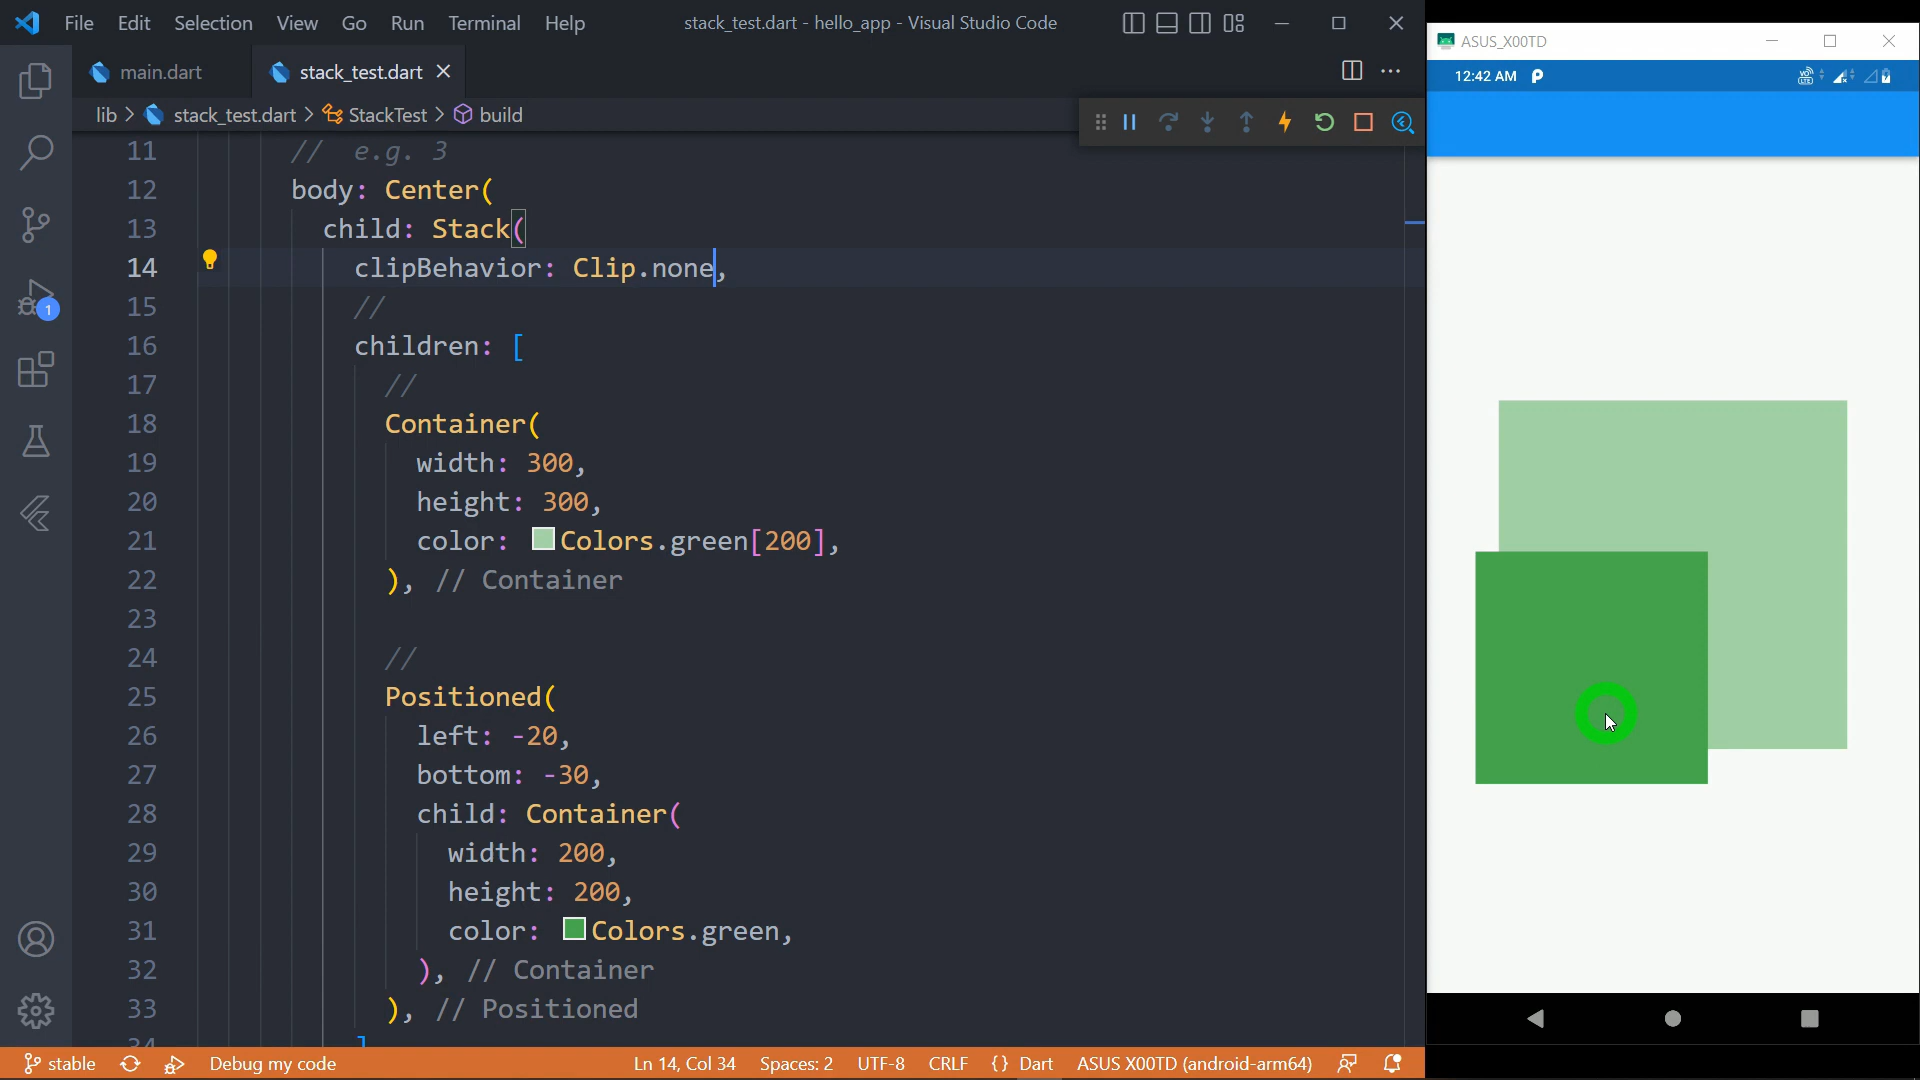 File Edit Selection View Go Run Terminal Help
stack_test.dart - hello_app - Visual Studio Code
main.dart
stack_test.dart
lib > stack_test.dart > StackTest > build
11 // e.g. 3
12 body: Center(
13 child: Stack(
14 clipBehavior: Clip.none,
15 //
16 children: [
17 //
18 Container(
19 width: 300,
20 height: 300,
21 color: Colors.green[200],
22 ), // Container
23
24 //
25 Positioned(
26 left: -20,
27 bottom: -30,
28 child: Container(
29 width: 200,
30 height: 200,
31 color: Colors.green,
32 ), // Container
33 ), // Positioned
34 ]
1
stable
Debug my code
Ln 14, Col 34
Spaces: 2
UTF-8
CRLF
{ } Dart
ASUS X00TD (android-arm64)
ASUS_X00TD
12:42 AM
VO LTE